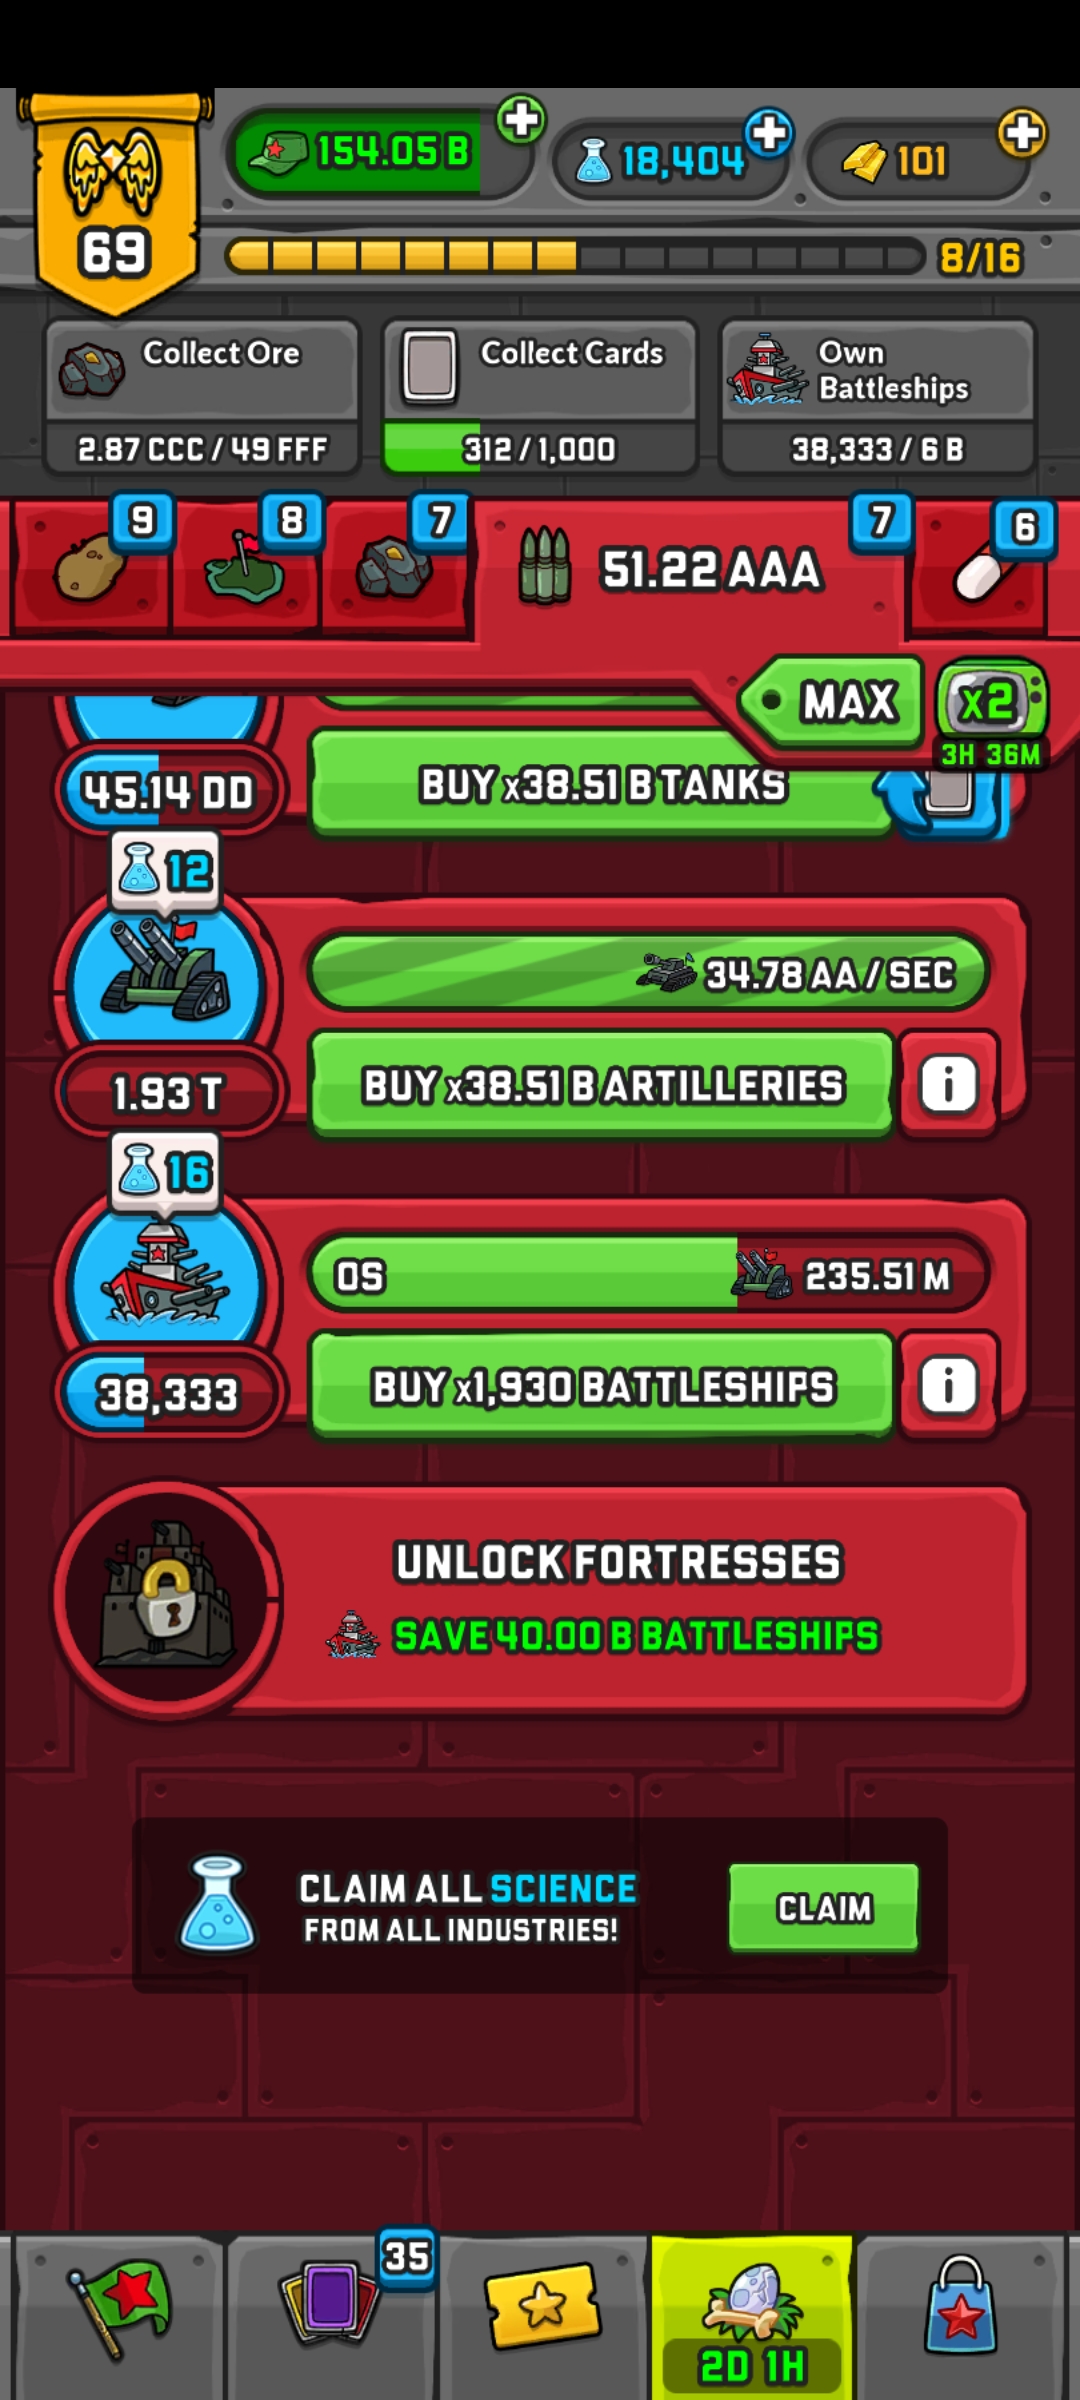 154.05 B
18,404
101
69
8/16
Collect Ore
2.87 CCC / 49 FFF
Collect Cards
312 / 1,000
Own
Battleships
38,333 / 6 B
9
8
7
51.22 AAA
7
6
MAX
x2
3H 36M
45.14 DD
BUY x38.51 B TANKS
12
34.78 AA / SEC
1.93 T
BUY x38.51 B ARTILLERIES
i
16
0S
235.51 M
38,333
BUY x1,930 BATTLESHIPS
i
UNLOCK FORTRESSES
SAVE 40.00 B BATTLESHIPS
CLAIM ALL SCIENCE
FROM ALL INDUSTRIES!
CLAIM
35
2D 1H